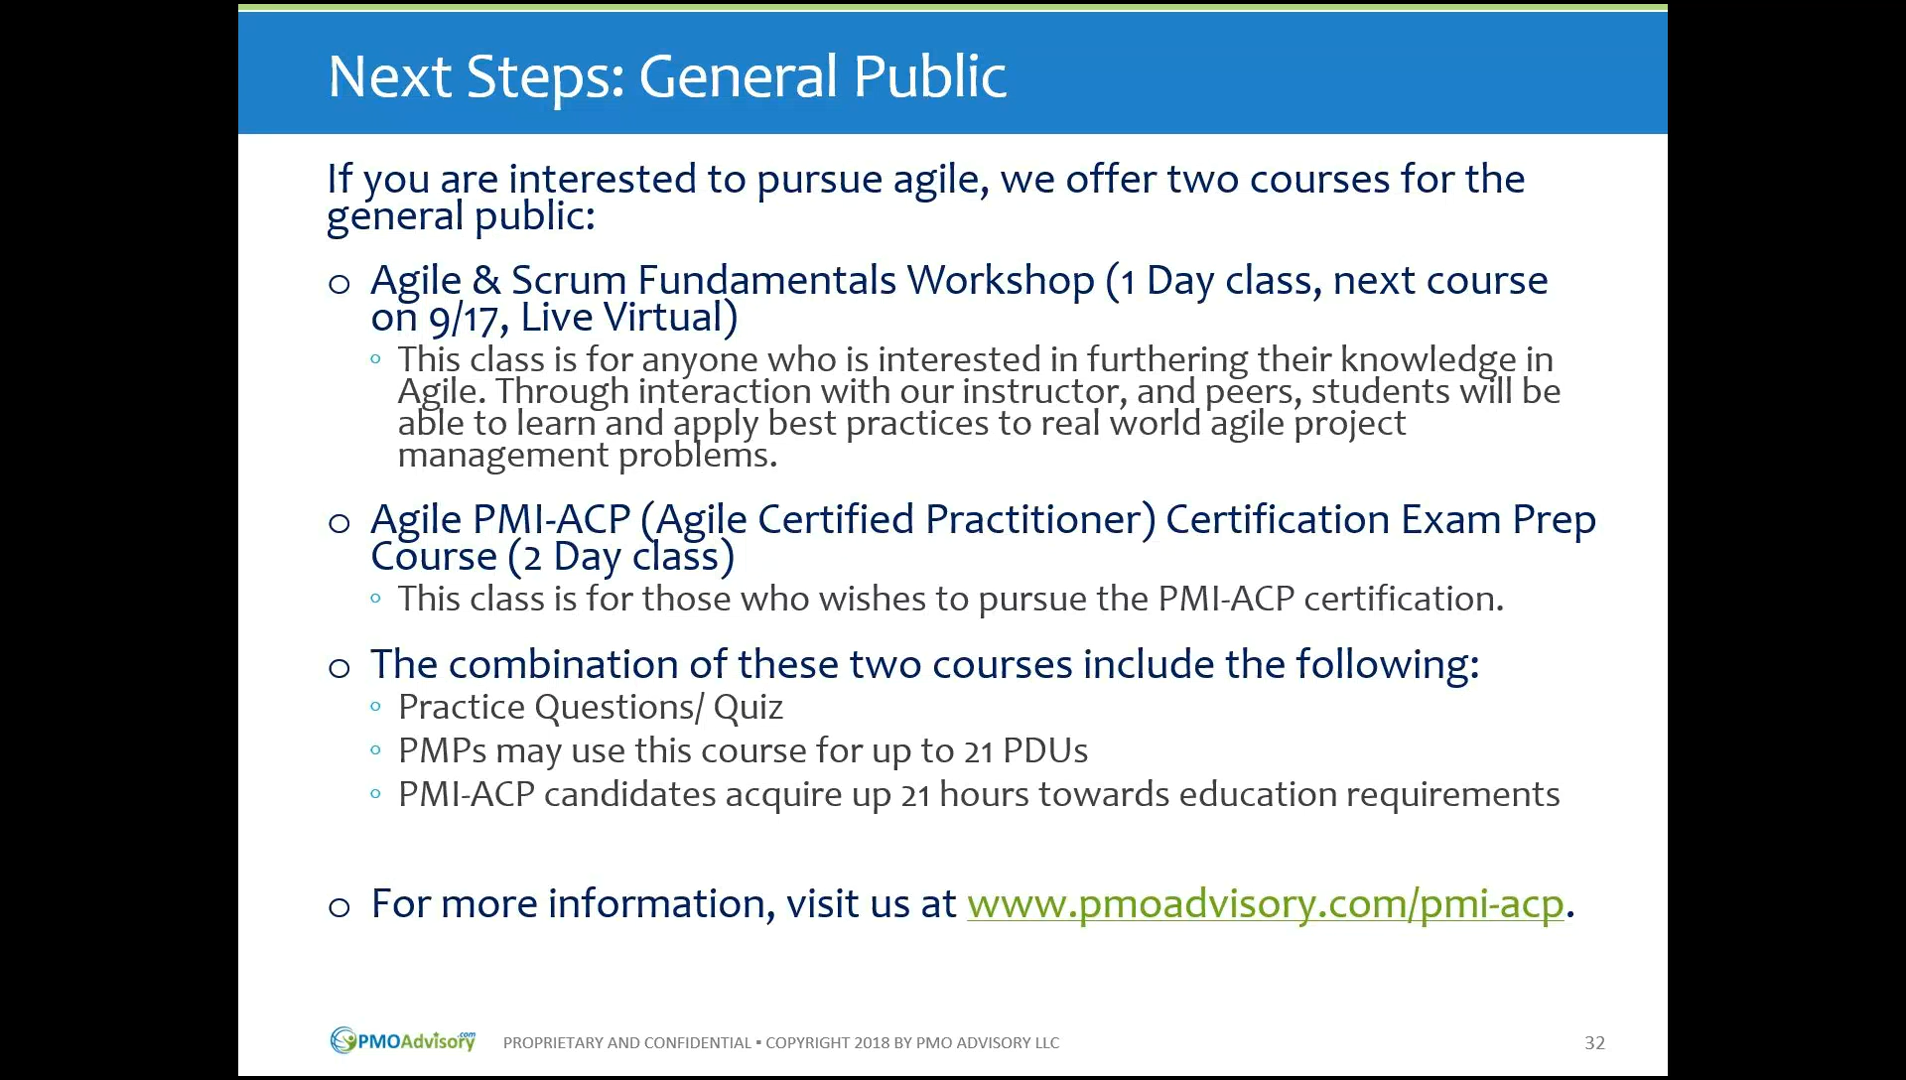 Next Steps: General Public
If you are interested to pursue agile, we offer two courses for the
general public:
o Agile & Scrum Fundamentals Workshop (1 Day class, next course
on 9/17, Live Virtual)
◦ This class is for anyone who is interested in furthering their knowledge in
Agile. Through interaction with our instructor, and peers, students will be
able to learn and apply best practices to real world agile project
management problems.
o Agile PMI-ACP (Agile Certified Practitioner) Certification Exam Prep
Course (2 Day class)
◦ This class is for those who wishes to pursue the PMI-ACP certification.
o The combination of these two courses include the following:
◦ Practice Questions/ Quiz
◦ PMPs may use this course for up to 21 PDUs
◦ PMI-ACP candidates acquire up 21 hours towards education requirements
o For more information, visit us at www.pmoadvisory.com/pmi-acp.
PMOAdvisory.com PROPRIETARY AND CONFIDENTIAL ▪ COPYRIGHT 2018 BY PMO ADVISORY LLC 32